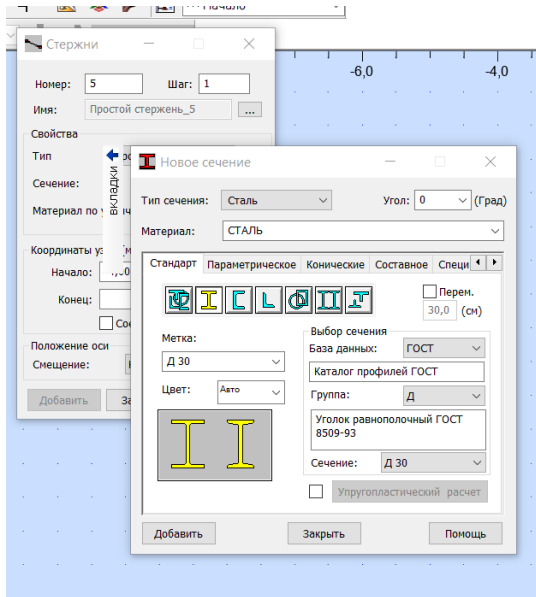 Начало
-6,0
-4,0
Стержни
Номер: 5 Шаг: 1
Имя: Простой стержень_5 ...
Свойства
Тип
Сечение:
Материал по
Координаты
Начало:
Конец:
Положение оси
Смещение:
Добавить
вкладки
Новое сечение
Тип сечения: Сталь Угол: 0 (Град)
Материал: СТАЛЬ
Стандарт Параметрическое Конические Составное Специ
Перем.
30,0 (см)
Метка:
Д 30
Цвет: Авто
Выбор сечения
База данных: ГОСТ
Каталог профилей ГОСТ
Группа: Д
Уголок равнополочный ГОСТ
8509-93
Сечение: Д 30
Упругопластический расчет
Добавить Закрыть Помощь